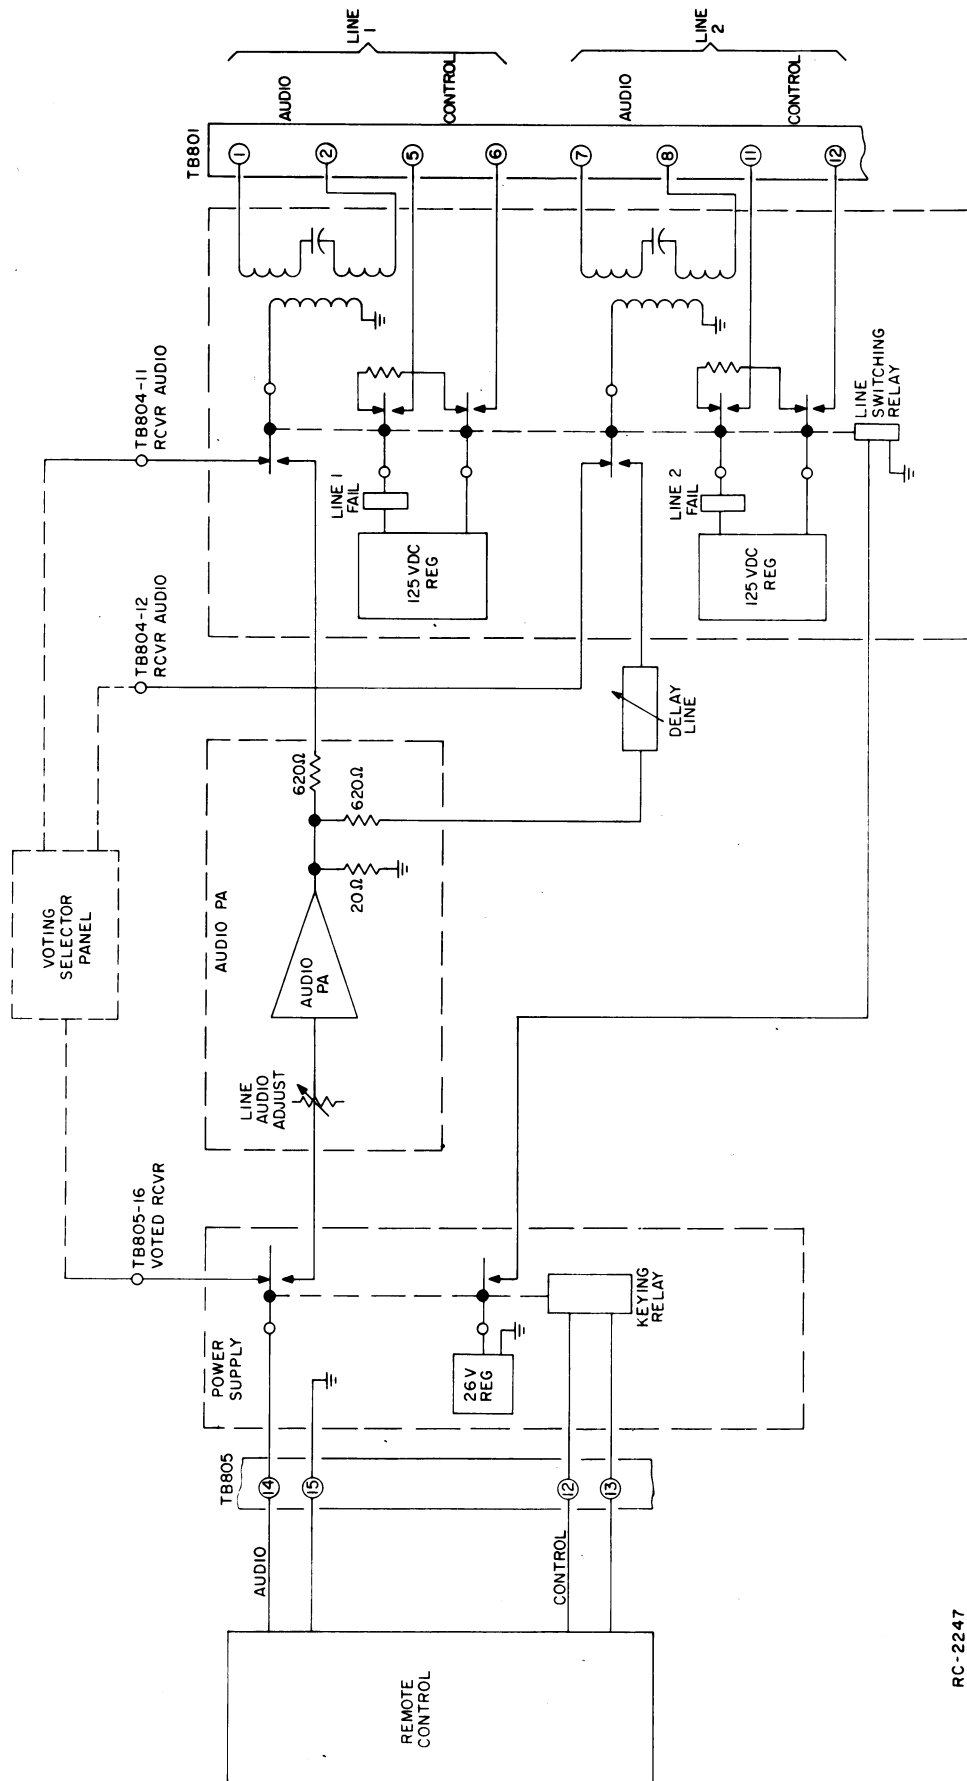 REMOTE
CONTROL
AUDIO
CONTROL
TB805
14
15
12
13
POWER
SUPPLY
26V
REG
KEYING
RELAY
TB805-16
VOTED RCVR
VOTING
SELECTOR
PANEL
LINE
AUDIO
ADJUST
AUDIO PA
AUDIO
PA
20Ω
620Ω
620Ω
DELAY
LINE
TB804-12
RCVR AUDIO
TB804-11
RCVR AUDIO
125 VDC
REG
LINE 1
FAIL
125 VDC
REG
LINE 2
FAIL
LINE
SWITCHING
RELAY
TB801
1
2
5
6
7
8
11
12
AUDIO
CONTROL
LINE
1
AUDIO
CONTROL
LINE
2
RC-2247